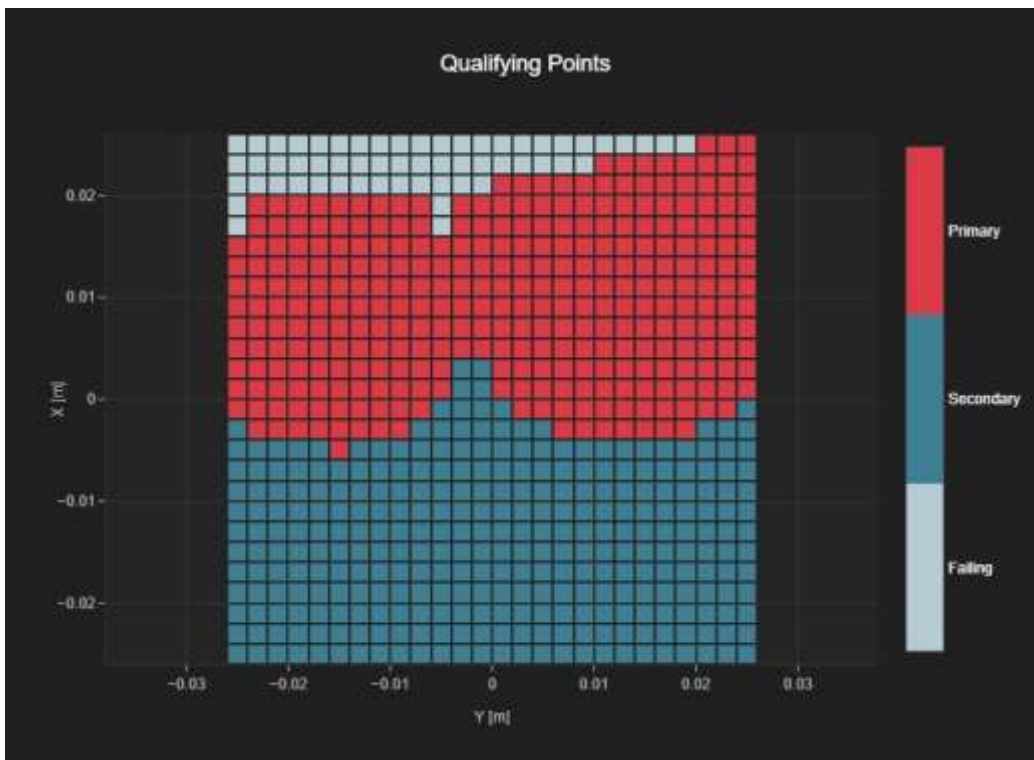 Qualifying Points
0.02
0.01
0
−0.01
−0.02
X [m]
−0.03
−0.02
−0.01
0
0.01
0.02
0.03
Y [m]
Primary
Secondary
Failing